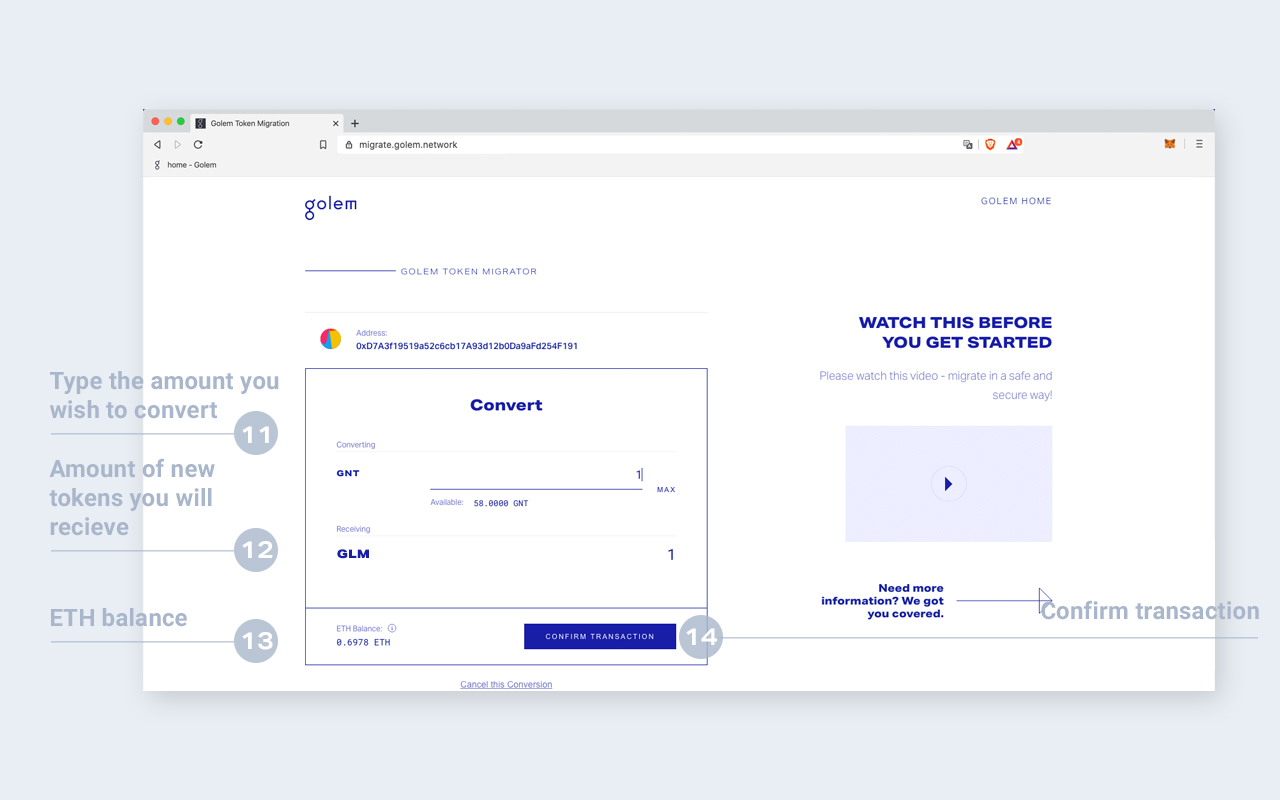 Golem Token Migration
migrate.golem.network
4
home - Golem
golem
GOLEM HOME
GOLEM TOKEN MIGRATOR
Address:
0xD7A3f19519a52c6cb17A93d12b0Da9aFd254F191
WATCH THIS BEFORE
YOU GET STARTED
Please watch this video - migrate in a safe and
secure way!
Type the amount you
wish to convert
11
Convert
Converting
GNT
1
MAX
Available: 58.0000 GNT
Amount of new
tokens you will
recieve
12
Receiving
GLM
1
Need more
information? We got
you covered.
ETH balance
13
ETH Balance:
0.6978 ETH
CONFIRM TRANSACTION
14
Confirm transaction
Cancel this Conversion